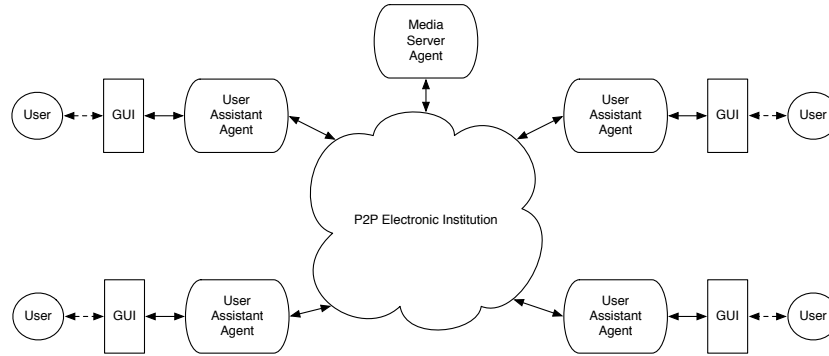 Media
Server
Agent
User
GUI
User
Assistant
Agent
User
Assistant
Agent
GUI
User
P2P Electronic Institution
User
GUI
User
Assistant
Agent
User
Assistant
Agent
GUI
User